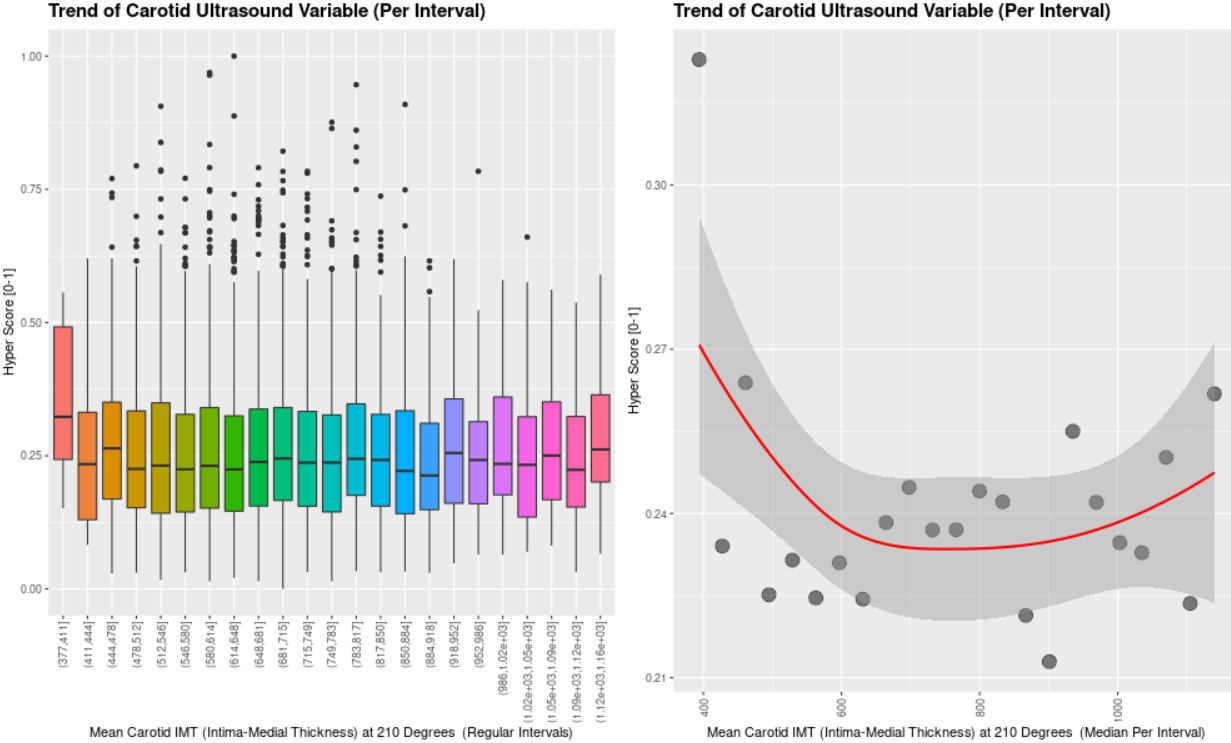 Trend of Carotid Ultrasound Variable (Per Interval)
Hyper Score [0-1]
1.00
0.75
0.50
0.25
0.00
(377,411]
(411,444]
(444,478]
(478,512]
(512,546]
(546,580]
(580,614]
(614,648]
(648,681]
(681,715]
(715,749]
(749,783]
(783,817]
(817,850]
(850,884]
(884,918]
(918,952]
(952,986]
(986,1.02e+03]
(1.02e+03,1.05e+03]
(1.05e+03,1.09e+03]
(1.09e+03,1.12e+03]
(1.12e+03,1.16e+03]
Mean Carotid IMT (Intima-Medial Thickness) at 210 Degrees (Regular Intervals)
Trend of Carotid Ultrasound Variable (Per Interval)
Hyper Score [0-1]
0.30
0.27
0.24
0.21
400
600
800
1000
Mean Carotid IMT (Intima-Medial Thickness) at 210 Degrees (Median Per Interval)